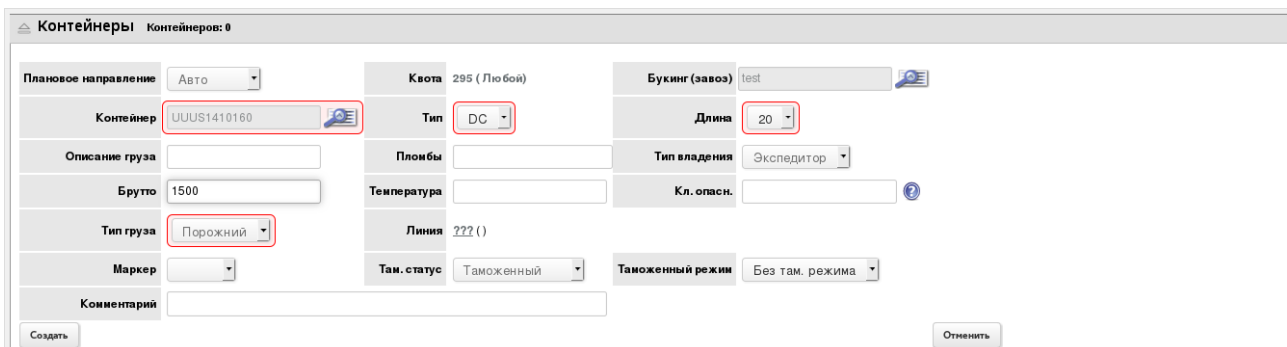 Контейнеры Контейнеров: 0
Плановое направление Авто Квота 295 ( Любой) Букинг (завоз) test
Контейнер UUUS1410160 Тип DC Длина 20
Описание груза Пломбы Тип владения Экспедитор
Брутто 1500 Температура Кл. опасн. ?
Тип груза Порожний Линия ??? ()
Маркер Там. статус Таможенный Таможенный режим Без там. режима
Комментарий
Создать Отменить